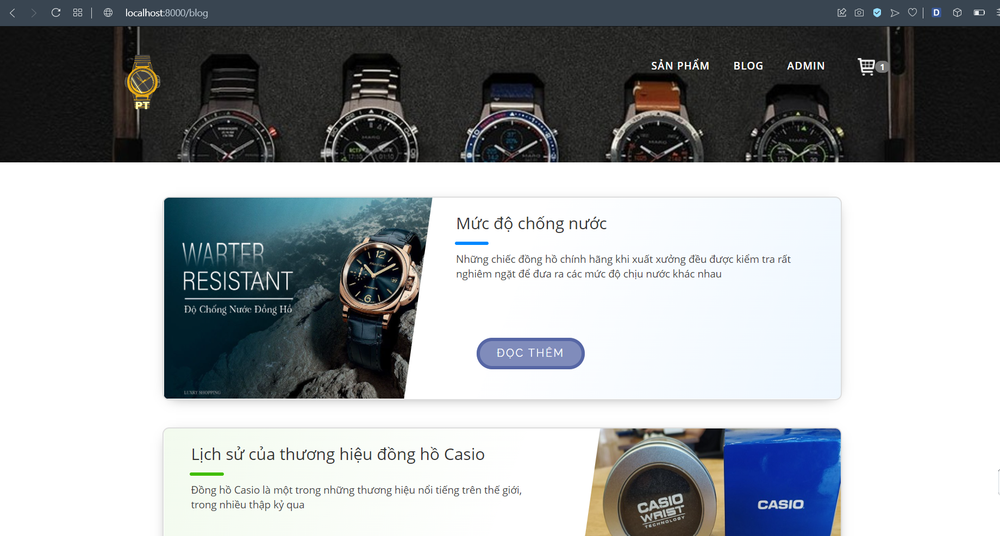 localhost:8000/blog
PT
SẢN PHẨM
BLOG
ADMIN
1
D
WARTER
RESISTANT
Độ Chống Nước Đồng Hồ
LUXRY SHOPPING
Mức độ chống nước
Những chiếc đồng hồ chính hãng khi xuất xưởng đều được kiểm tra rất
nghiêm ngặt để đưa ra các mức độ chịu nước khác nhau
ĐỌC THÊM
Lịch sử của thương hiệu đồng hồ Casio
Đồng hồ Casio là một trong những thương hiệu nổi tiếng trên thế giới,
trong nhiều thập kỷ qua
CASIO
WRIST
TECHNOLOGY
CASIO